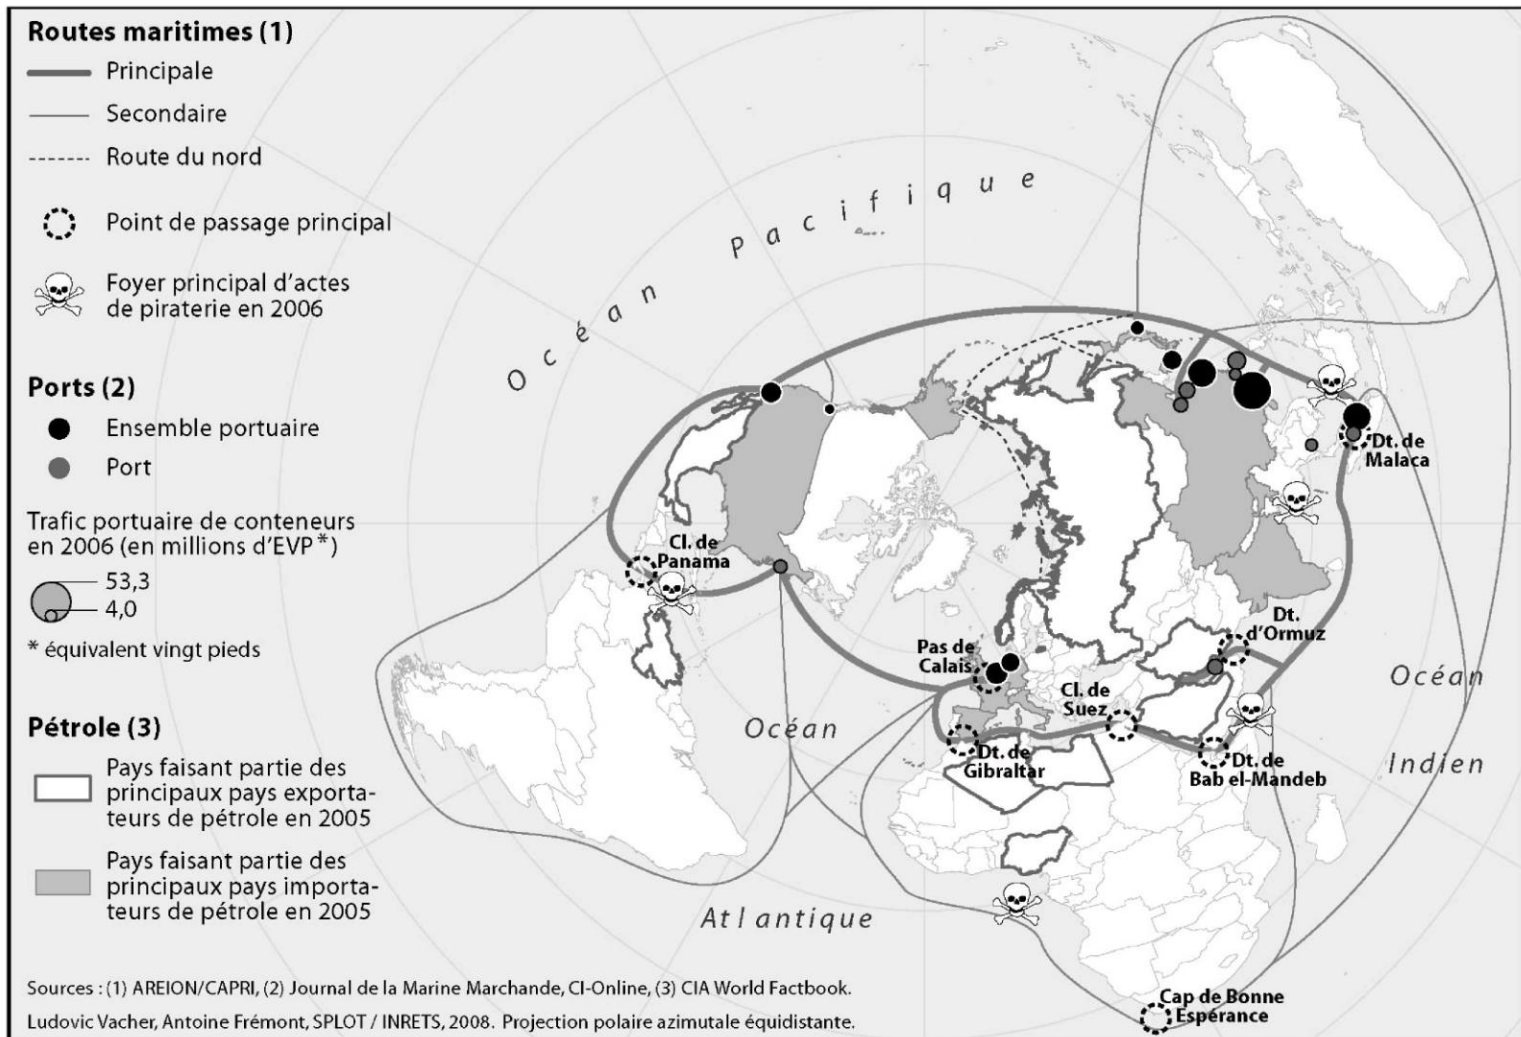 Routes maritimes (1)
Principale
Secondaire
Route du nord
Point de passage principal
Foyer principal d'actes
de piraterie en 2006
Ports (2)
Ensemble portuaire
Port
Trafic portuaire de conteneurs
en 2006 (en millions d'EVP*)
53,3
4,0
* équivalent vingt pieds
Pétrole (3)
Pays faisant partie des
principaux pays exporta-
teurs de pétrole en 2005
Pays faisant partie des
principaux pays importa-
teurs de pétrole en 2005
Océan Pacifique
Dt. de
Malaca
Cl. de
Panama
Dt.
d'Ormuz
Pas de
Calais
Cl. de
Suez
Dt. de
Gibraltar
Dt. de
Bab el-Mandeb
Océan
Atlantique
Océan
Indien
Cap de Bonne
Espérance
Sources : (1) AREION/CAPRI, (2) Journal de la Marine Marchande, CI-Online, (3) CIA World Factbook.
Ludovic Vacher, Antoine Frémont, SPLOT / INRETS, 2008. Projection polaire azimutale équidistante.